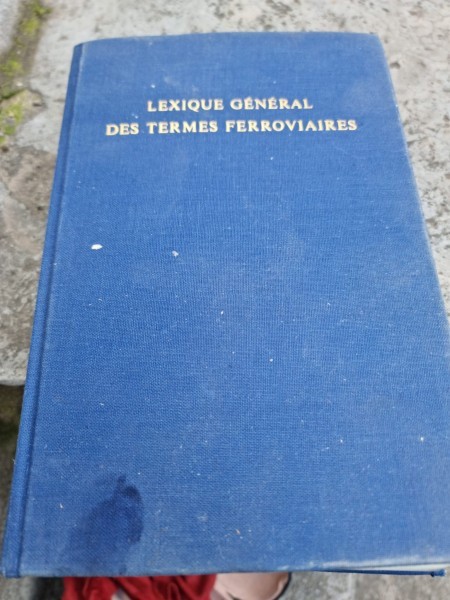 LEXIQUE GÉNÉRAL
DES TERMES FERROVIAIRES